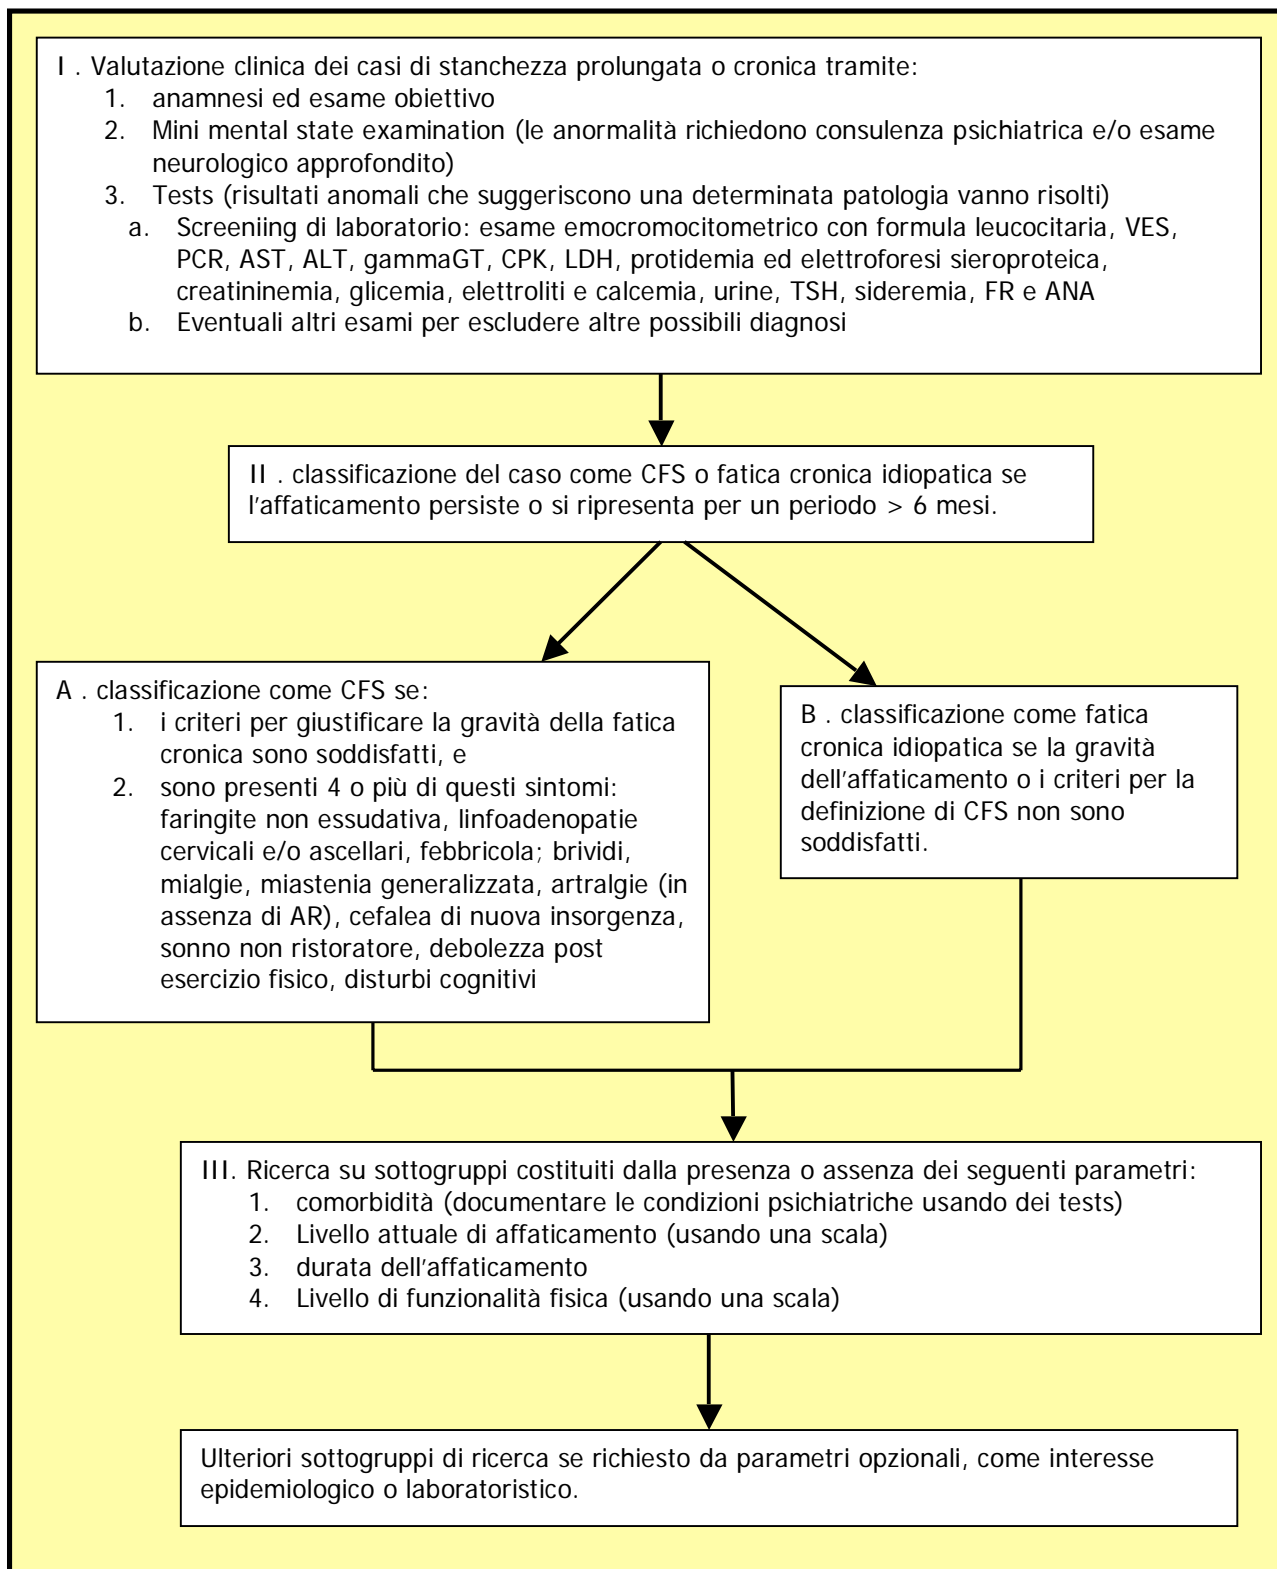 I . Valutazione clinica dei casi di stanchezza prolungata o cronica tramite:
1. anamnesi ed esame obiettivo
2. Mini mental state examination (le anormalità richiedono consulenza psichiatrica e/o esame
neurologico approfondito)
3. Tests (risultati anomali che suggeriscono una determinata patologia vanno risolti)
a. Screeniing di laboratorio: esame emocromocitometrico con formula leucocitaria, VES,
PCR, AST, ALT, gammaGT, CPK, LDH, protidemia ed elettroforesi sieroproteica,
creatininemia, glicemia, elettroliti e calcemia, urine, TSH, sideremia, FR e ANA
b. Eventuali altri esami per escludere altre possibili diagnosi
II . classificazione del caso come CFS o fatica cronica idiopatica se
l'affaticamento persiste o si ripresenta per un periodo > 6 mesi.
A . classificazione come CFS se:
1. i criteri per giustificare la gravità della fatica
cronica sono soddisfatti, e
2. sono presenti 4 o più di questi sintomi:
faringite non essudativa, linfoadenopatie
cervicali e/o ascellari, febbricola; brividi,
mialgie, miastenia generalizzata, artralgie (in
assenza di AR), cefalea di nuova insorgenza,
sonno non ristoratore, debolezza post
esercizio fisico, disturbi cognitivi
B . classificazione come fatica
cronica idiopatica se la gravità
dell'affaticamento o i criteri per la
definizione di CFS non sono
soddisfatti.
III. Ricerca su sottogruppi costituiti dalla presenza o assenza dei seguenti parametri:
1. comorbidità (documentare le condizioni psichiatriche usando dei tests)
2. Livello attuale di affaticamento (usando una scala)
3. durata dell'affaticamento
4. Livello di funzionalità fisica (usando una scala)
Ulteriori sottogruppi di ricerca se richiesto da parametri opzionali, come interesse
epidemiologico o laboratoristico.